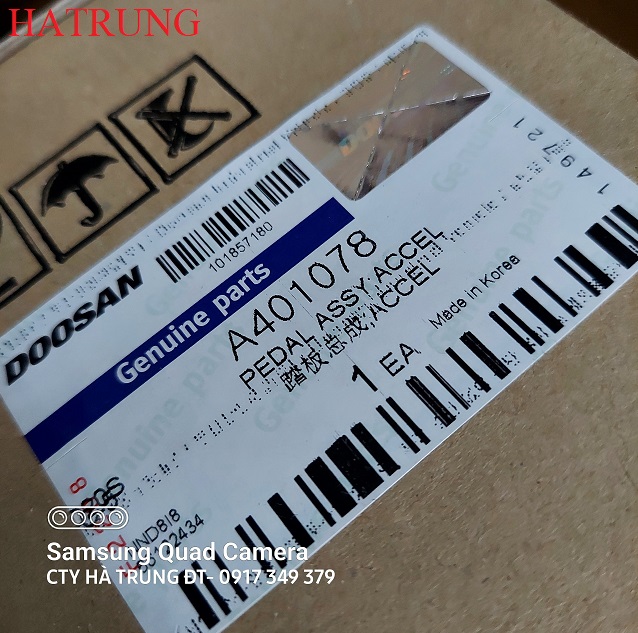 HATRUNG
149721
101857180
DOOSAN
Genuine parts
A401078
PEDAL ASSY,ACCEL
踏板总成,ACCEL
1 EA
Made in Korea
Samsung Quad Camera
CTY HÀ TRUNG ĐT- 0917 349 379